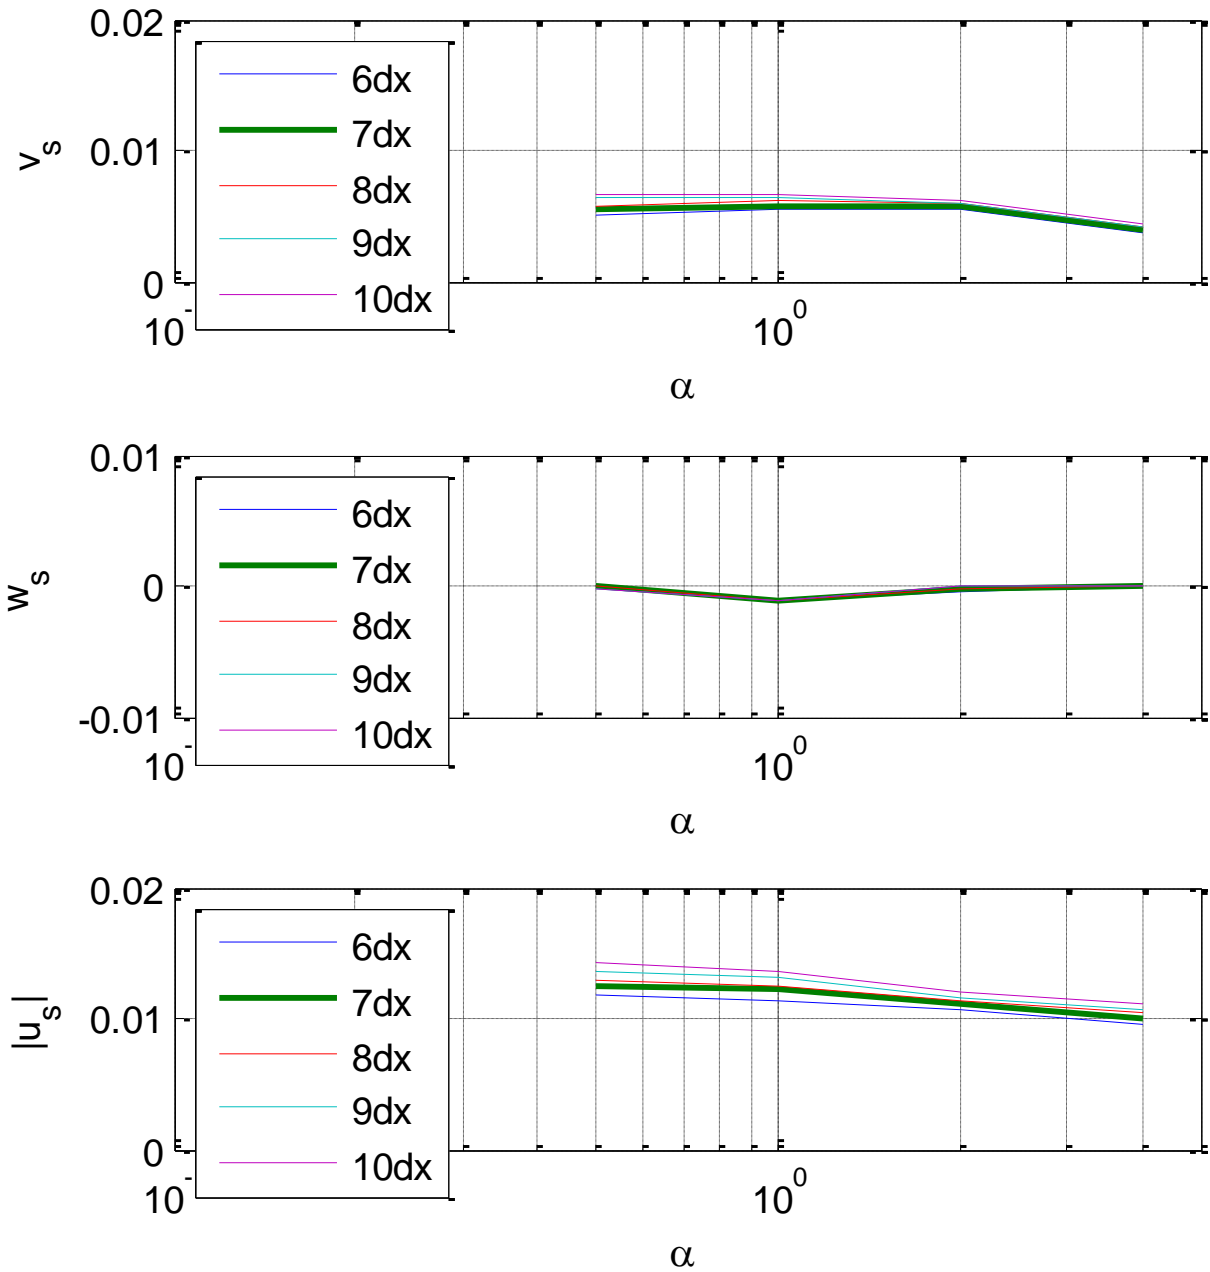 0.02
6dx
7dx
v_s
0.01
8dx
9dx
0
10dx
10^-
10^0
α
0.01
6dx
7dx
w_s
0
8dx
9dx
-0.01
10dx
10^-
10^0
α
0.02
6dx
7dx
|u_s|
0.01
8dx
9dx
0
10dx
10^-
10^0
α